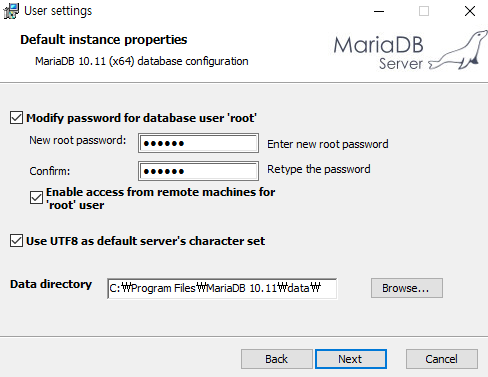 User settings
Default instance properties
MariaDB 10.11 (x64) database configuration
MariaDB
Server
Modify password for database user 'root'
New root password: ●●●●●● Enter new root password
Confirm: ●●●●●● Retype the password
Enable access from remote machines for
'root' user
Use UTF8 as default server's character set
Data directory C:₩Program Files₩MariaDB 10.11₩data₩ Browse...
Back Next Cancel